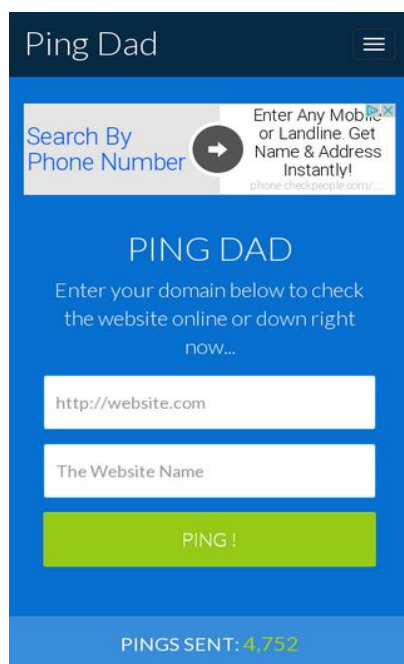 Ping Dad
Search By
Phone Number
Enter Any Mobile
or Landline. Get
Name & Address
Instantly!
phone.checkpeople.com/...
PING DAD
Enter your domain below to check
the website online or down right
now...
http://website.com
The Website Name
PING !
PINGS SENT: 4,752